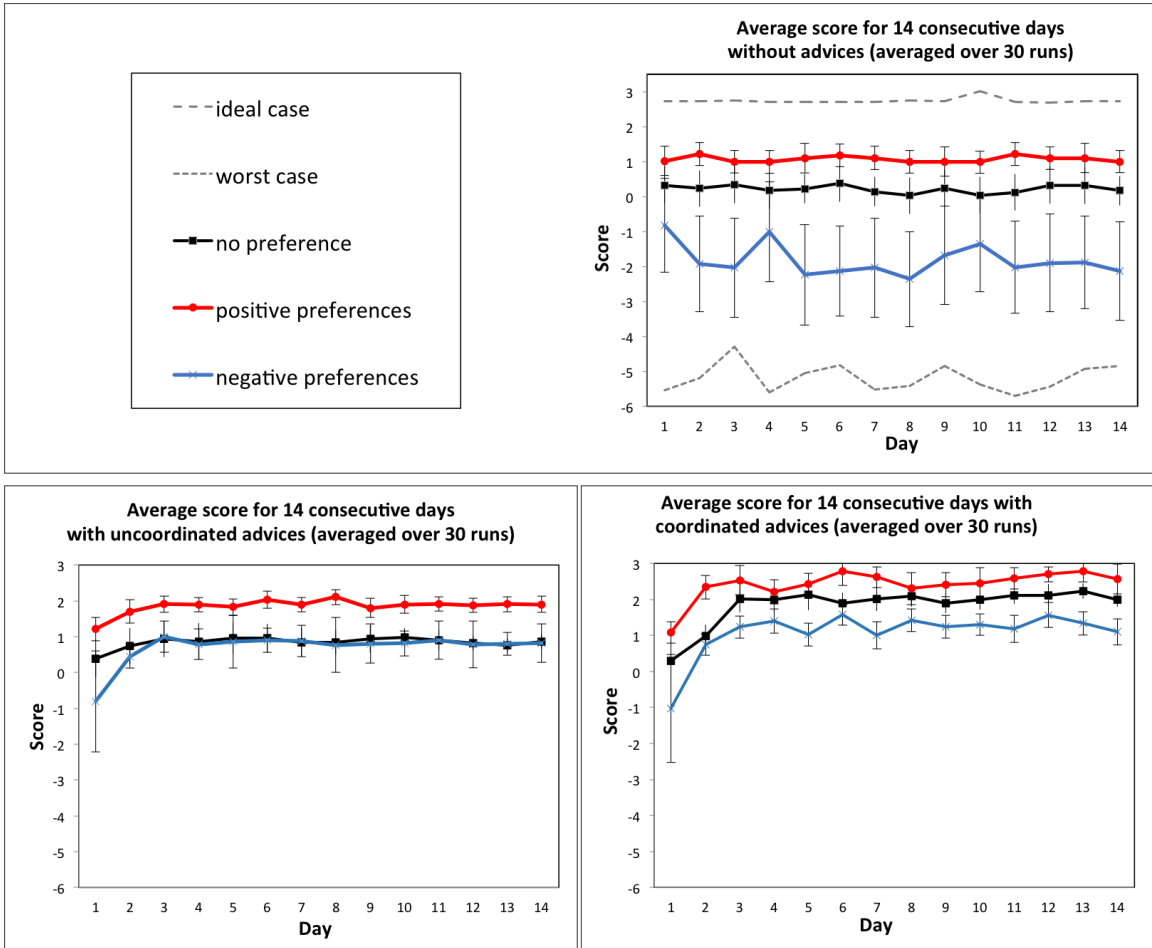 ideal case
worst case
no preference
positive preferences
negative preferences
Average score for 14 consecutive days
without advices (averaged over 30 runs)
3
2
1
0
-1
-2
-3
-4
-5
-6
Score
1 2 3 4 5 6 7 8 9 10 11 12 13 14
Day
Average score for 14 consecutive days
with uncoordinated advices (averaged over 30 runs)
3
2
1
0
-1
-2
-3
-4
-5
-6
Score
1 2 3 4 5 6 7 8 9 10 11 12 13 14
Day
Average score for 14 consecutive days with
coordinated advices (averaged over 30 runs)
3
2
1
0
-1
-2
-3
-4
-5
-6
Score
1 2 3 4 5 6 7 8 9 10 11 12 13 14
Day